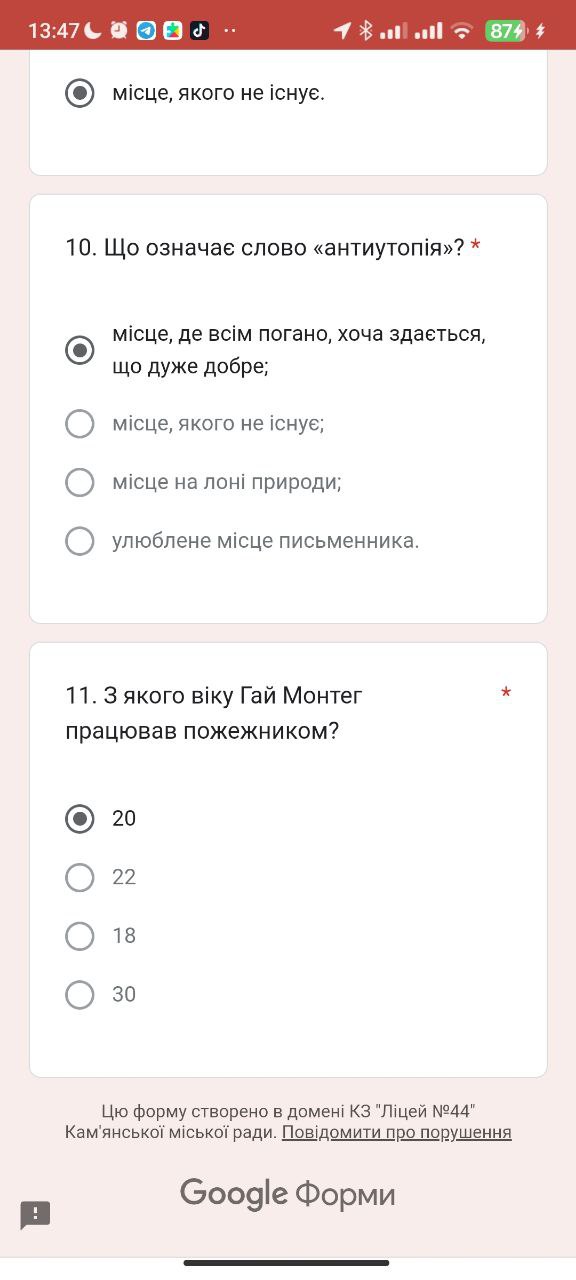 13:47
87
місце, якого не існує.
10. Що означає слово «антиутопія»? *
місце, де всім погано, хоча здається,
що дуже добре;
місце, якого не існує;
місце на лоні природи;
улюблене місце письменника.
11. З якого віку Гай Монтег *
працював пожежником?
20
22
18
30
Цю форму створено в домені КЗ "Ліцей №44"
Кам'янської міської ради. Повідомити про порушення
Google Форми